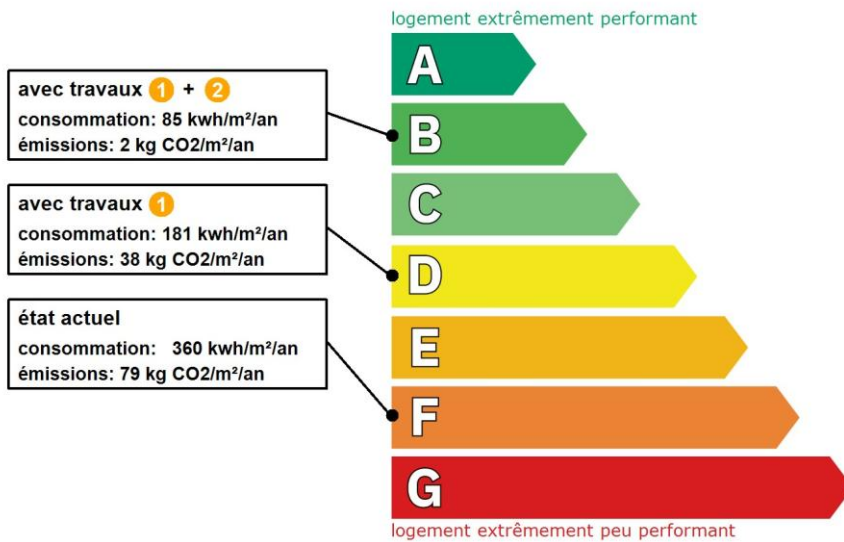 logement extrêmement performant
A
avec travaux 1 + 2
consommation: 85 kwh/m²/an
émissions: 2 kg CO2/m²/an
B
C
avec travaux 1
consommation: 181 kwh/m²/an
émissions: 38 kg CO2/m²/an
D
état actuel
consommation: 360 kwh/m²/an
émissions: 79 kg CO2/m²/an
E
F
G
logement extrêmement peu performant